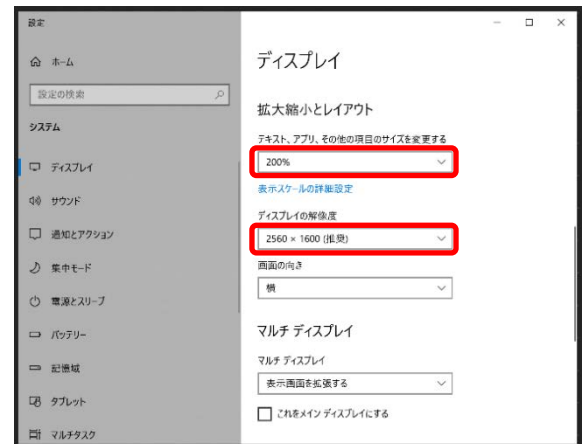 設定
ホーム
設定の検索
システム
ディスプレイ
サウンド
通知とアクション
集中モード
電源とスリープ
バッテリー
記憶域
タブレット
マルチタスク
ディスプレイ
拡大縮小とレイアウト
テキスト、アプリ、その他の項目のサイズを変更する
200%
表示スケールの詳細設定
ディスプレイの解像度
2560 × 1600 (推奨)
画面の向き
横
マルチ ディスプレイ
マルチ ディスプレイ
表示画面を拡張する
これをメイン ディスプレイにする